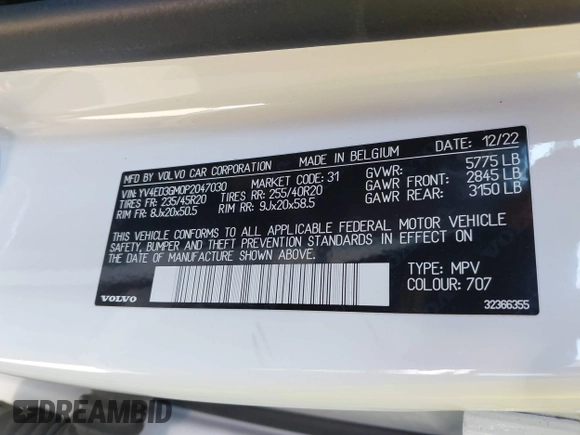 MFD BY VOLVO CAR CORPORATION MADE IN BELGIUM DATE: 12/22
VIN: YV4ED3GM0P2047030 MARKET CODE: 31 GVWR: 5775 LB
TIRES FR: 235/45R20 TIRES RR: 255/40R20 GAWR FRONT: 2845 LB
RIM FR: 8Jx20x50.5 RIM RR: 9Jx20x58.5 GAWR REAR: 3150 LB
THIS VEHICLE CONFORMS TO ALL APPLICABLE FEDERAL MOTOR VEHICLE
SAFETY, BUMPER AND THEFT PREVENTION STANDARDS IN EFFECT ON
THE DATE OF MANUFACTURE SHOWN ABOVE.
TYPE: MPV
COLOUR: 707
VOLVO 32366355
DREAMBID